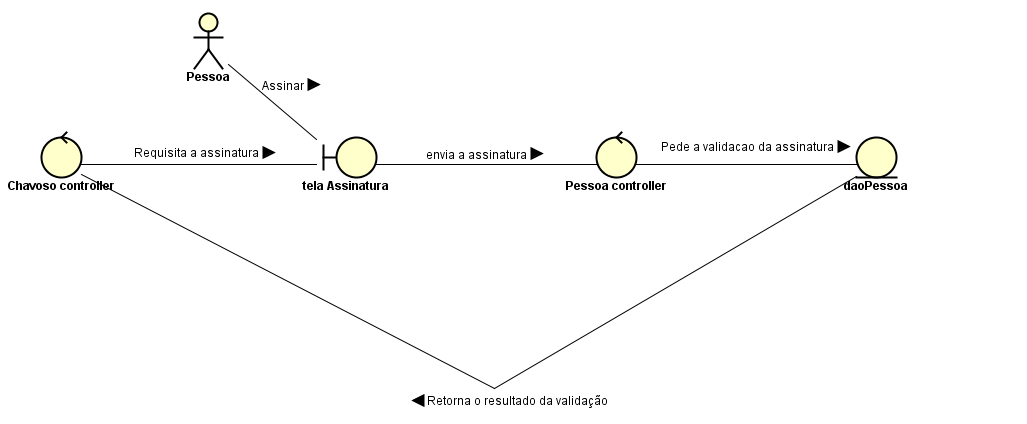 Pessoa
Assinar
Requisita a assinatura
envia a assinatura
Pede a validacao da assinatura
Chavoso controller
tela Assinatura
Pessoa controller
daoPessoa
Retorna o resultado da validação